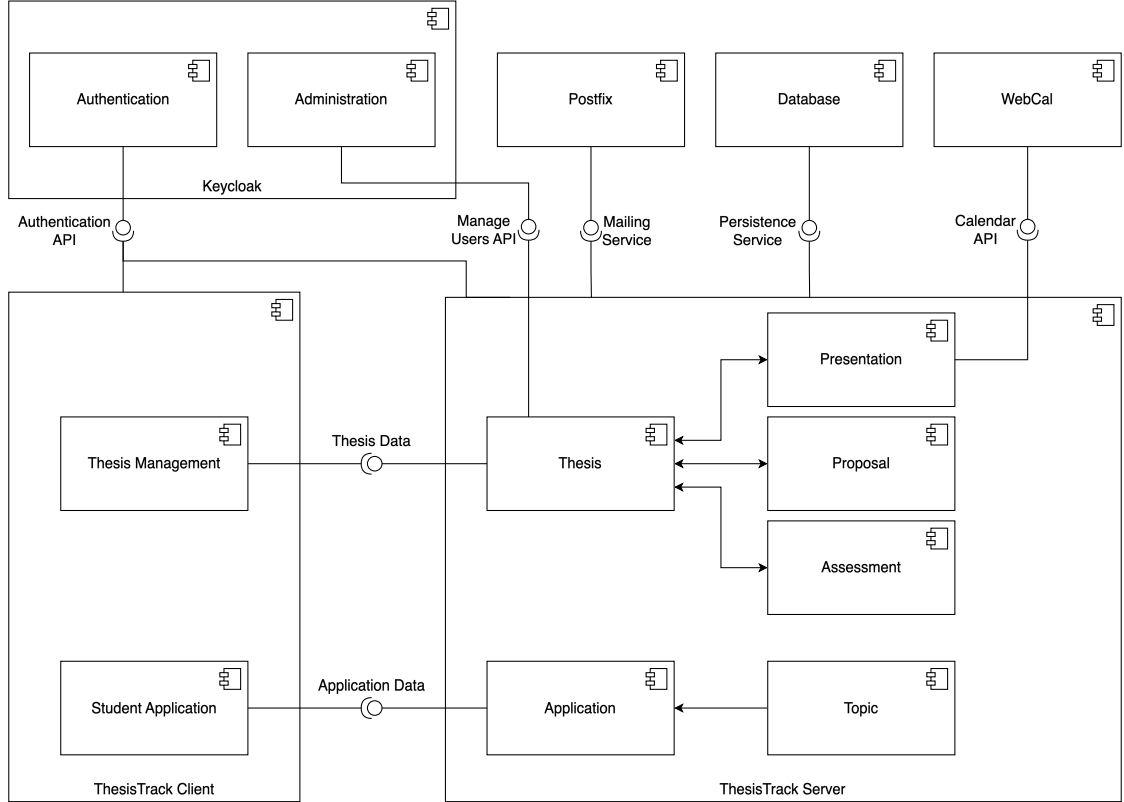 Authentication
Administration
Postfix
Database
WebCal
Keycloak
Authentication
API
Manage
Users API
Mailing
Service
Persistence
Service
Calendar
API
Presentation
Thesis Management
Thesis Data
Thesis
Proposal
Assessment
Student Application
Application Data
Application
Topic
ThesisTrack Client
ThesisTrack Server